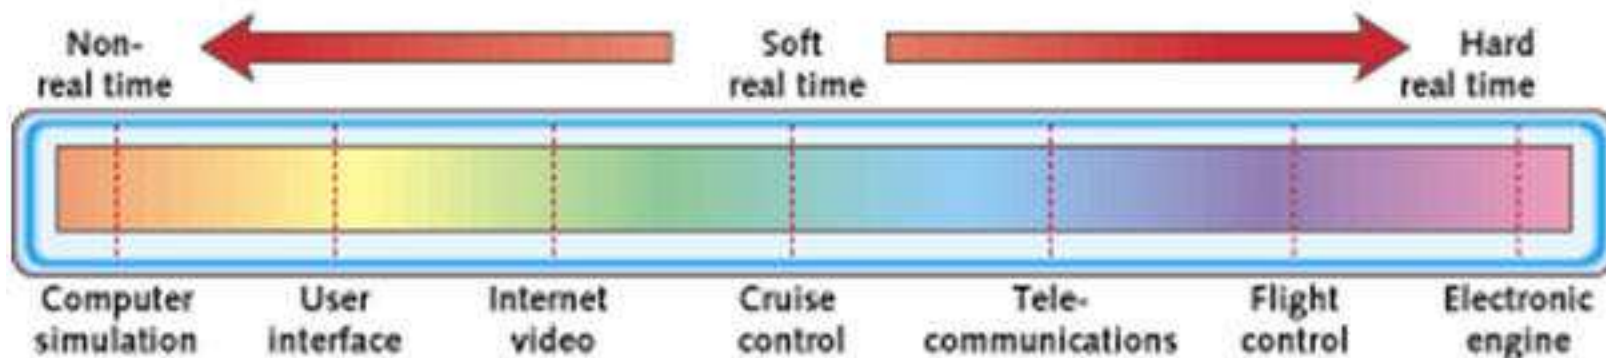 Non-
real time
Soft
real time
Hard
real time
Computer
simulation
User
interface
Internet
video
Cruise
control
Tele-
communications
Flight
control
Electronic
engine